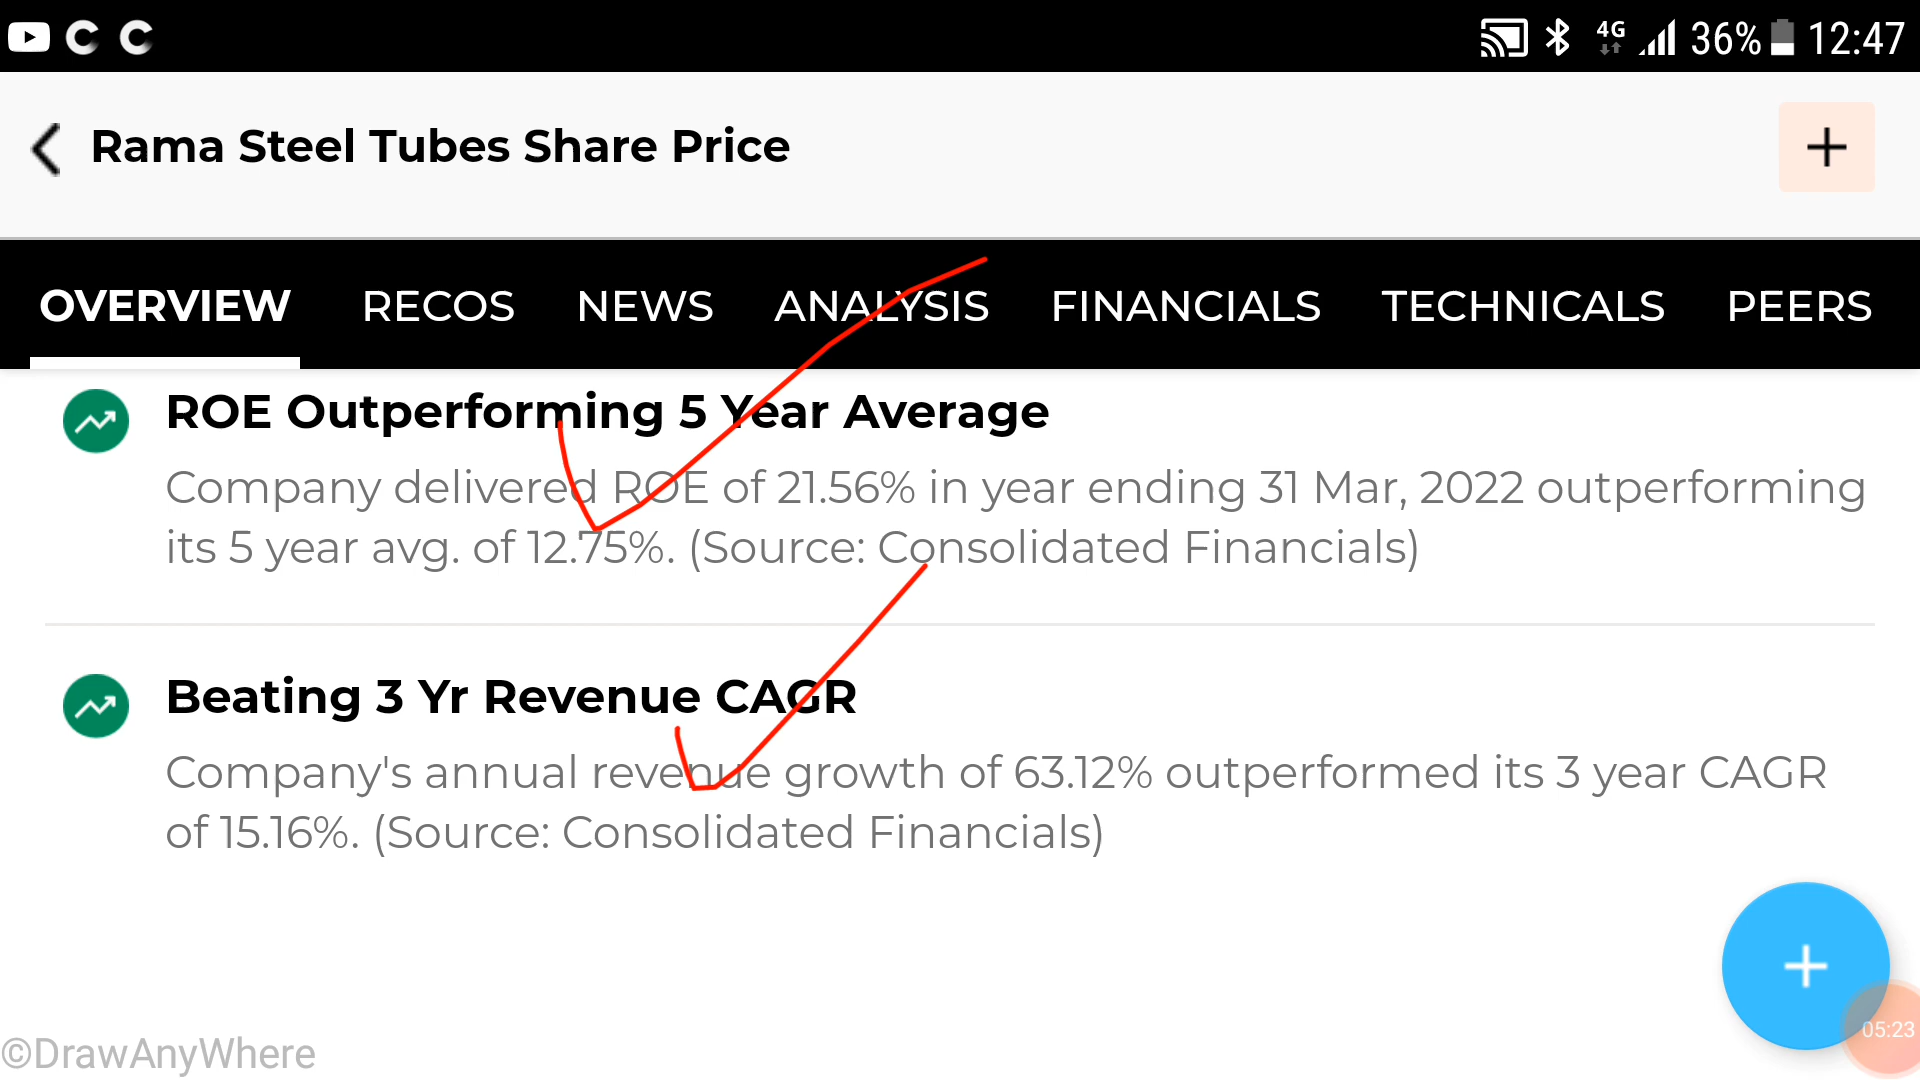 C C 4G 36% 12:47
Rama Steel Tubes Share Price
OVERVIEW RECOS NEWS ANALYSIS FINANCIALS TECHNICALS PEERS
ROE Outperforming 5 Year Average
Company delivered ROE of 21.56% in year ending 31 Mar, 2022 outperforming
its 5 year avg. of 12.75%. (Source: Consolidated Financials)
Beating 3 Yr Revenue CAGR
Company's annual revenue growth of 63.12% outperformed its 3 year CAGR
of 15.16%. (Source: Consolidated Financials)
05:23
©DrawAnyWhere